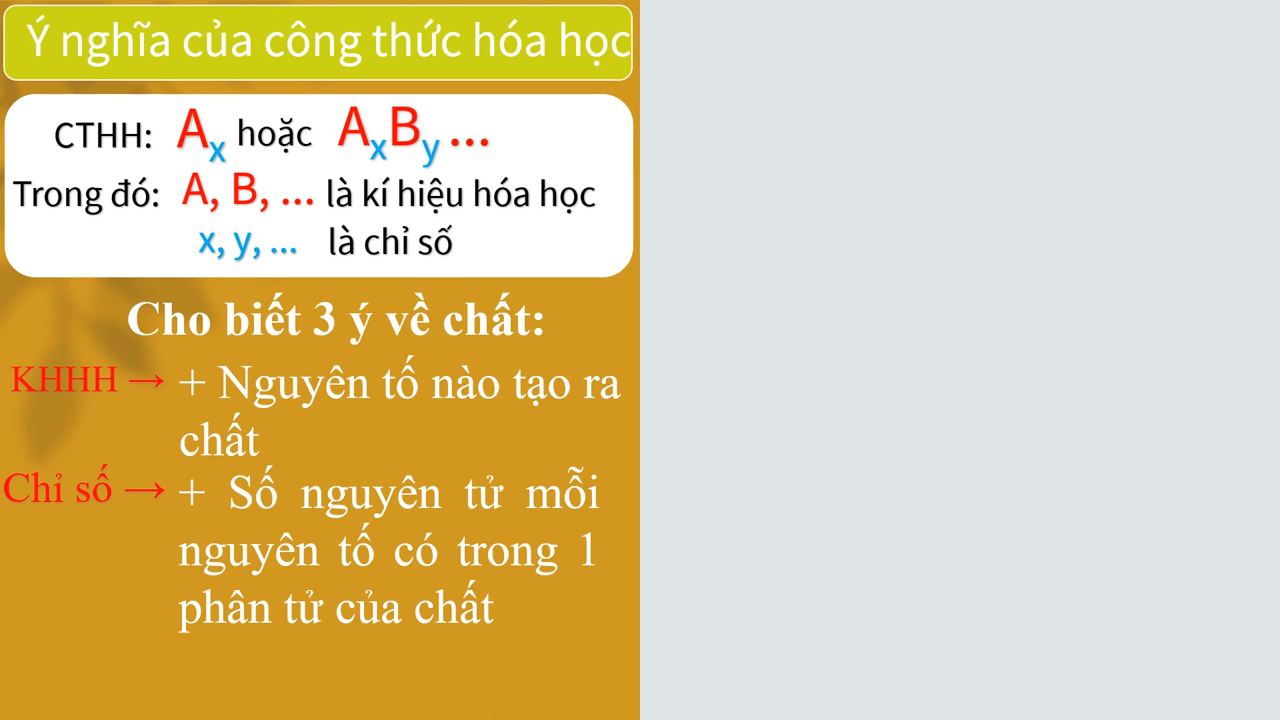 Ý nghĩa của công thức hóa học
CTHH: Ax hoặc AxBy ...
Trong đó: A, B, ... là kí hiệu hóa học
x, y, ... là chỉ số
Cho biết 3 ý về chất:
KHHH → + Nguyên tố nào tạo ra
chất
Chỉ số → + Số nguyên tử mỗi
nguyên tố có trong 1
phân tử của chất